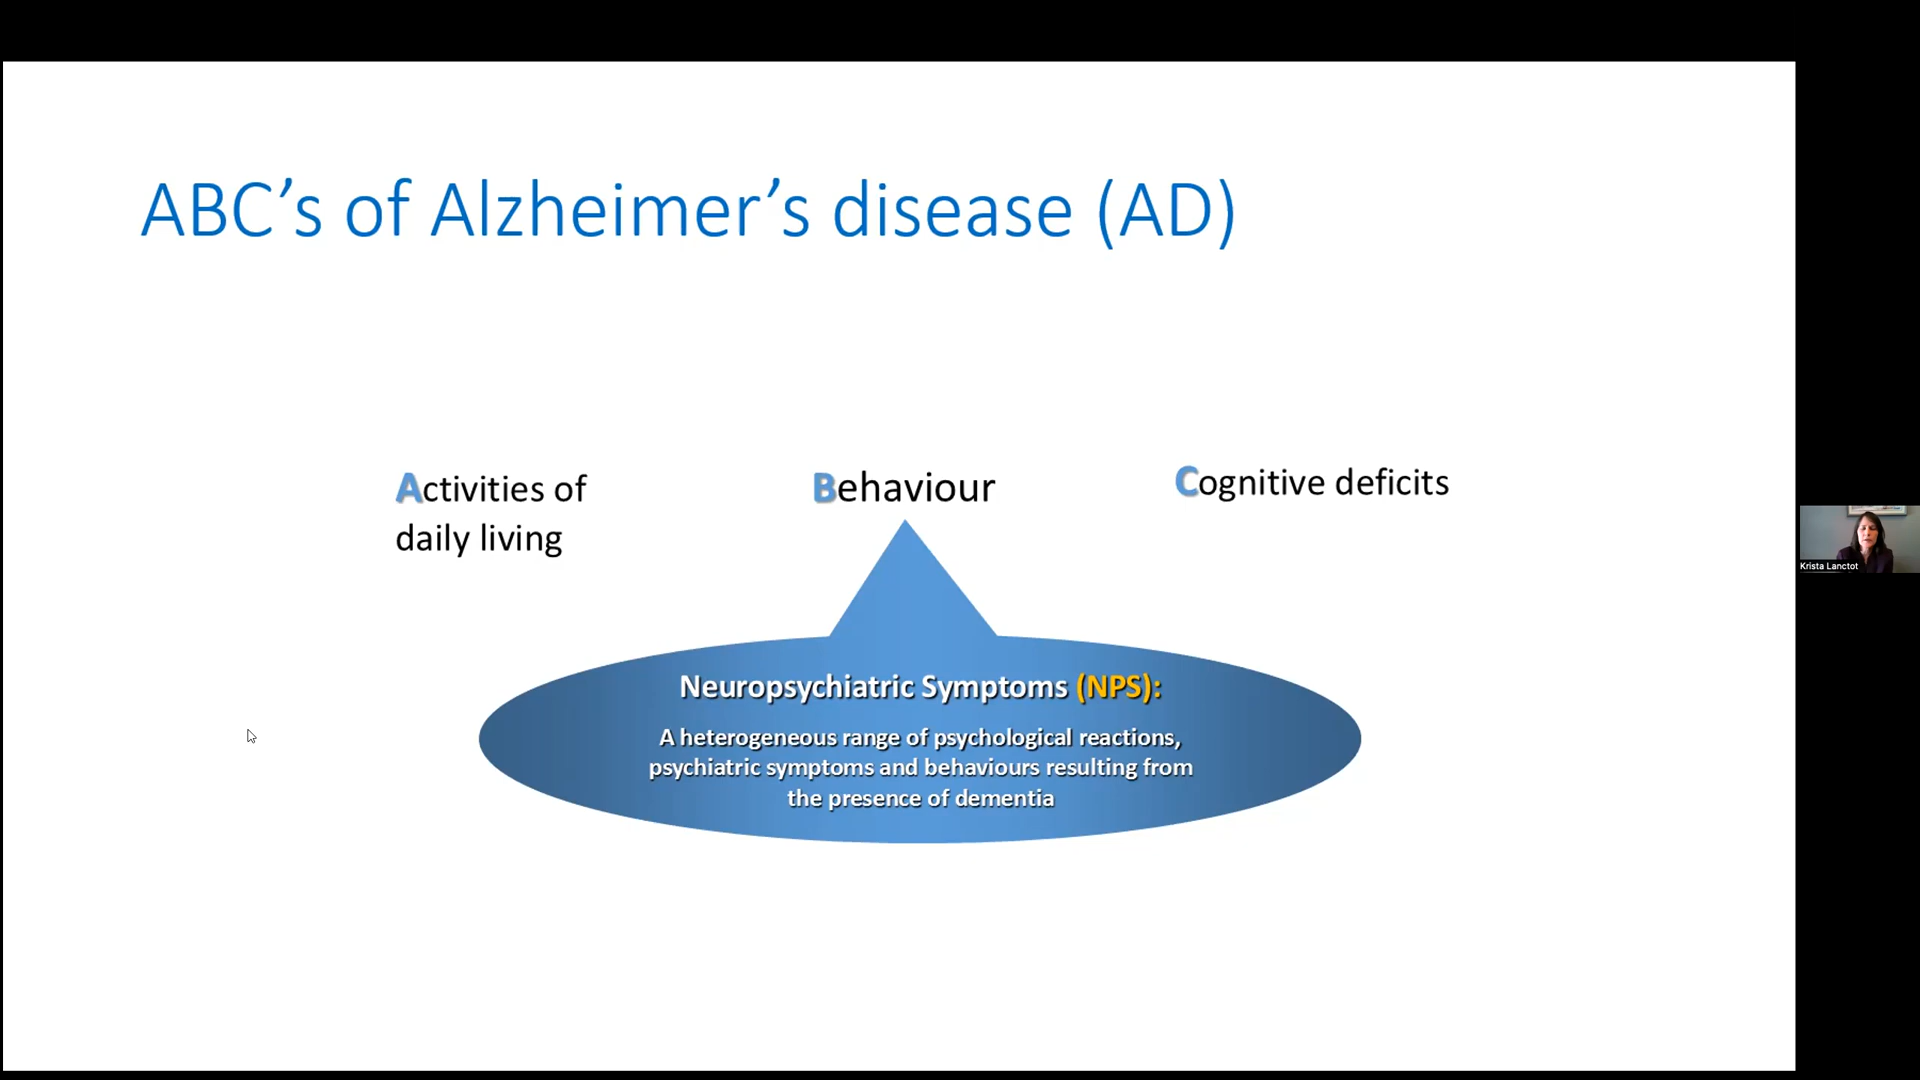 ABC’s of Alzheimer’s disease (AD)
Activities of
daily living
Behaviour
Cognitive deficits
Neuropsychiatric Symptoms (NPS):
A heterogeneous range of psychological reactions,
psychiatric symptoms and behaviours resulting from
the presence of dementia
Krista Lanctot